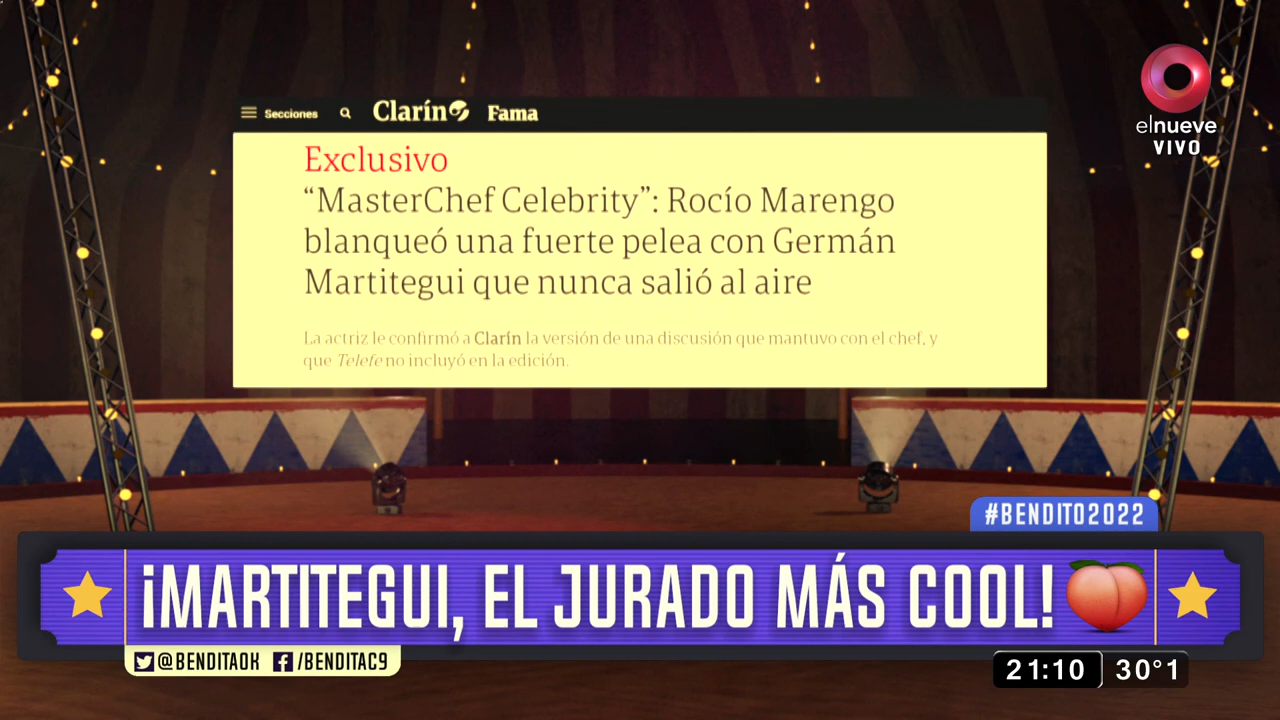 Secciones Clarín Fama
elnueve
VIVO
Exclusivo
“MasterChef Celebrity”: Rocío Marengo
blanqueó una fuerte pelea con Germán
Martitegui que nunca salió al aire
La actriz le confirmó a Clarín la versión de una discusión que mantuvo con el chef, y
que Telefe no incluyó en la edición.
#BENDITO2022
¡MARTITEGUI, EL JURADO MÁS COOL!
@BENDITAOK /BENDITAC9
21:10 30°1